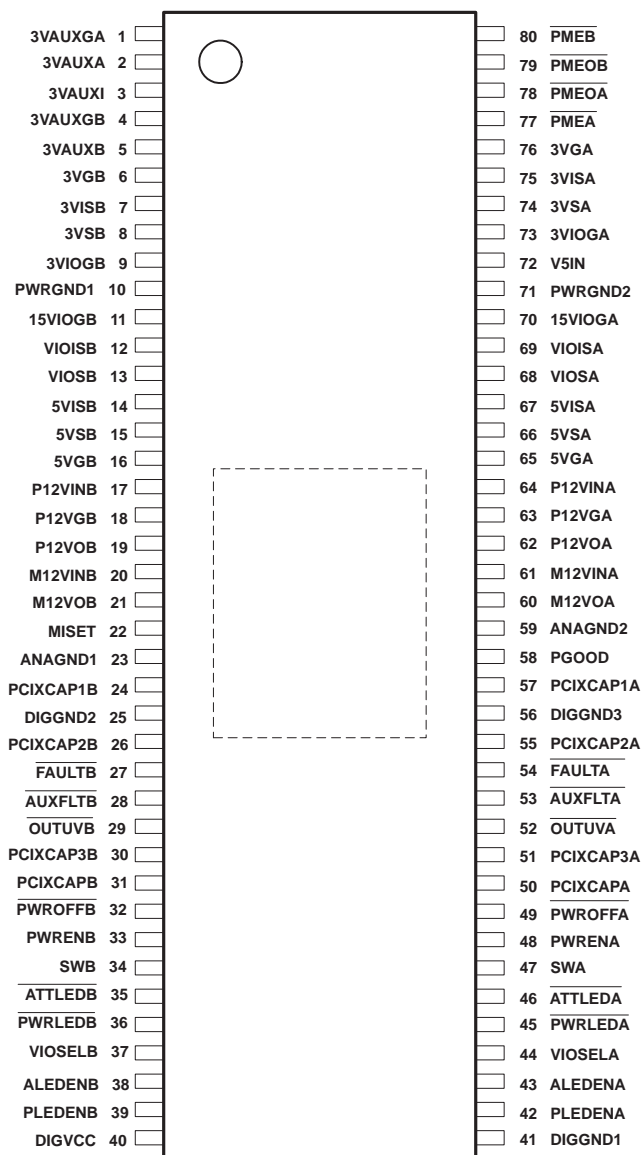 3VAUXGA 1
3VAUXA 2
3VAUXI 3
3VAUXGB 4
3VAUXB 5
3VGB 6
3VISB 7
3VSB 8
3VIOGB 9
PWRGND1 10
15VIOGB 11
VIOISB 12
VIOSB 13
5VISB 14
5VSB 15
5VGB 16
P12VINB 17
P12VGB 18
P12VOB 19
M12VINB 20
M12VOB 21
MISET 22
ANAGND1 23
PCIXCAP1B 24
DIGGND2 25
PCIXCAP2B 26
FAULTB 27
AUXFLTB 28
OUTUVB 29
PCIXCAP3B 30
PCIXCAPB 31
PWROFFB 32
PWRENB 33
SWB 34
ATTLEDB 35
PWRLEDB 36
VIOSELB 37
ALEDENB 38
PLEDENB 39
DIGVCC 40
80 PMEB
79 PMEOB
78 PMEOA
77 PMEA
76 3VGA
75 3VISA
74 3VSA
73 3VIOGA
72 V5IN
71 PWRGND2
70 15VIOGA
69 VIOISA
68 VIOSA
67 5VISA
66 5VSA
65 5VGA
64 P12VINA
63 P12VGA
62 P12VOA
61 M12VINA
60 M12VOA
59 ANAGND2
58 PGOOD
57 PCIXCAP1A
56 DIGGND3
55 PCIXCAP2A
54 FAULTA
53 AUXFLTA
52 OUTUVA
51 PCIXCAP3A
50 PCIXCAPA
49 PWROFFA
48 PWRENA
47 SWA
46 ATTLEDA
45 PWRLEDA
44 VIOSELA
43 ALEDENA
42 PLEDENA
41 DIGGND1